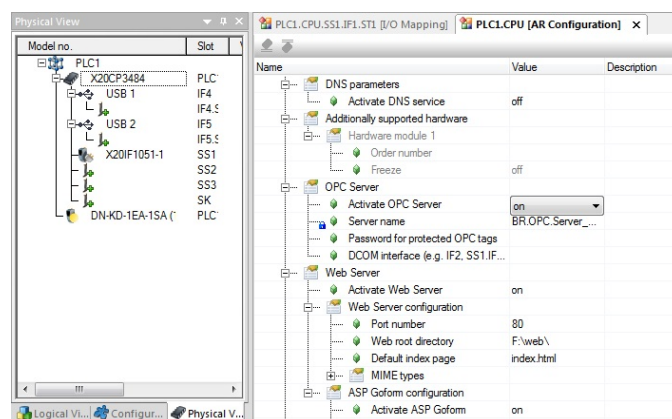 Physical View
PLC1.CPU.SS1.IF1.ST1 [I/O Mapping]
PLC1.CPU [AR Configuration]
Model no. Slot
PLC1
X20CP3484
USB 1 IF4
USB 2 IF5
X20IF1051-1 SS1
SS2
SS3
SK
DN-KD-1EA-1SA
Logical Vi... Configur... Physical V...
Name Value Description
DNS parameters
Activate DNS service off
Additionally supported hardware
Hardware module 1
Order number
Freeze off
OPC Server
Activate OPC Server on
Server name BR.OPC.Server_...
Password for protected OPC tags
DCOM interface (e.g. IF2, SS1.IF...
Web Server
Activate Web Server on
Web Server configuration
Port number 80
Web root directory F:\web\
Default index page index.html
MIME types
ASP Goform configuration
Activate ASP Goform on